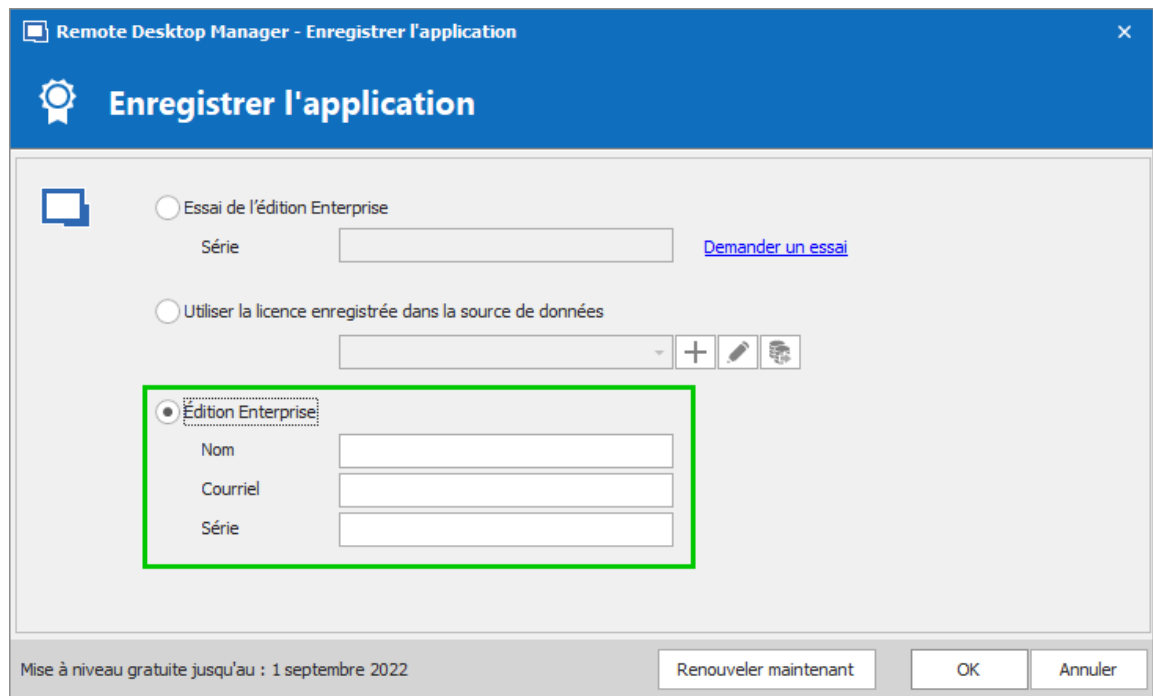 Remote Desktop Manager - Enregistrer l'application
Enregistrer l'application
Essai de l’édition Enterprise
Série
Demander un essai
Utiliser la licence enregistrée dans la source de données
Édition Enterprise
Nom
Courriel
Série
Mise à niveau gratuite jusqu'au : 1 septembre 2022
Renouveler maintenant
OK
Annuler